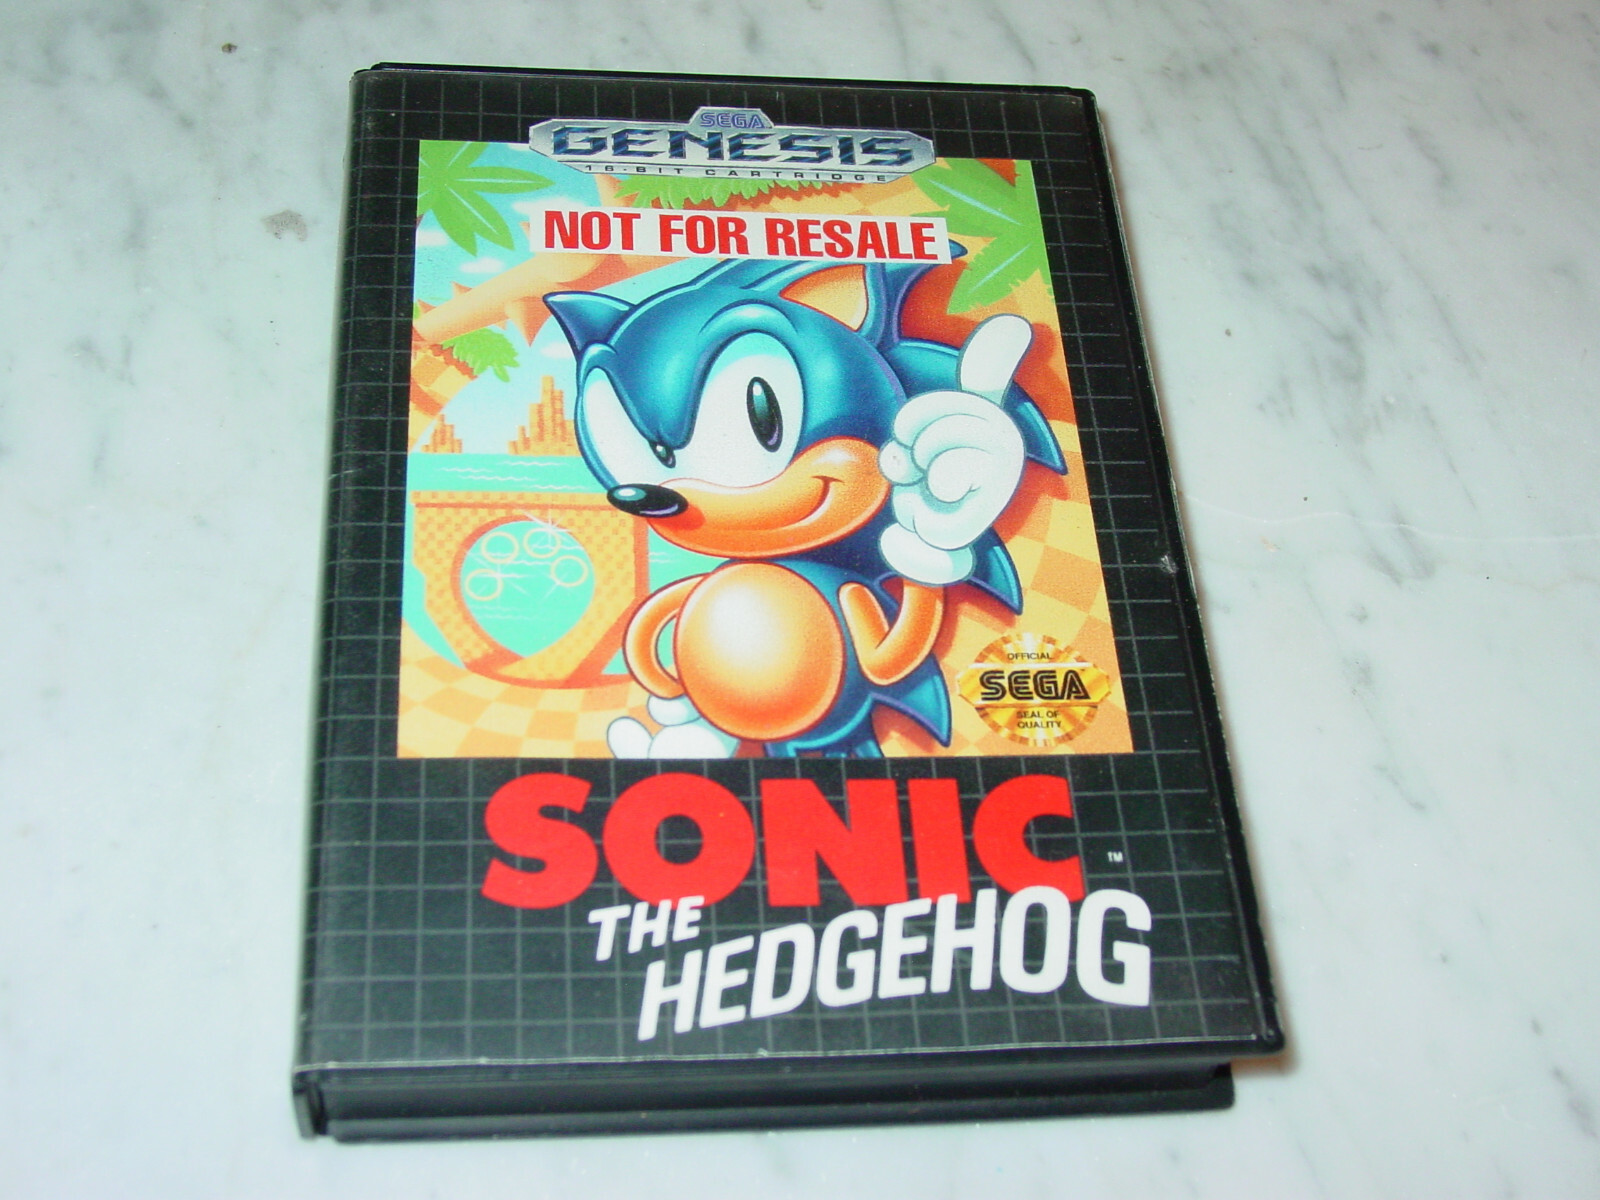 SEGA
GENESIS
16-BIT CARTRIDGE
NOT FOR RESALE
OFFICIAL
SEGA
SEAL OF
QUALITY
SONIC
TM
THE
HEDGEHOG